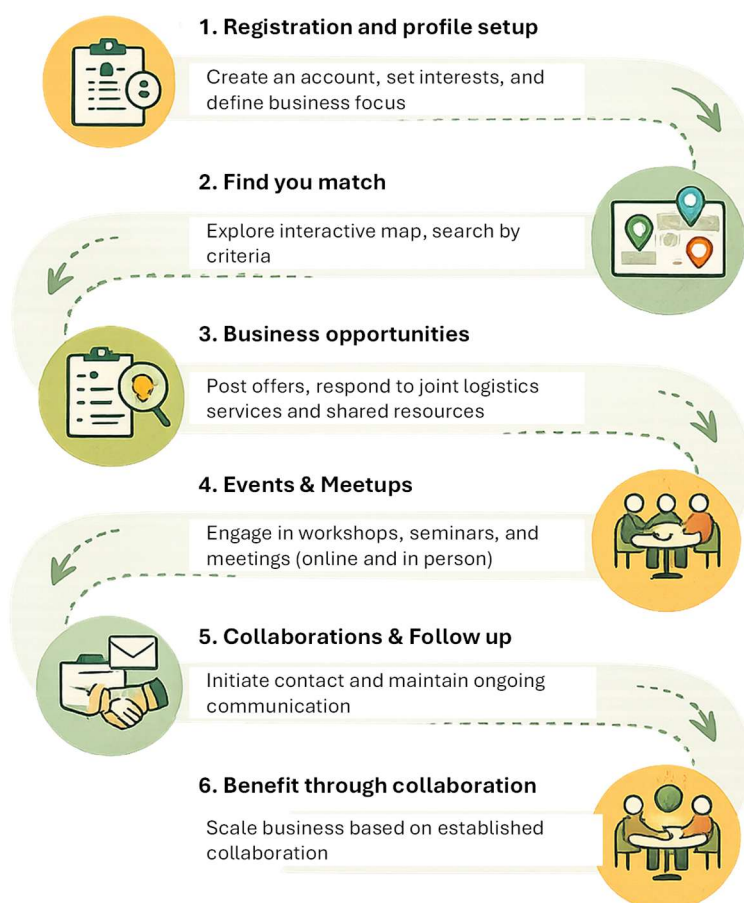 1. Registration and profile setup
Create an account, set interests, and
define business focus
2. Find you match
Explore interactive map, search by
criteria
3. Business opportunities
Post offers, respond to joint logistics
services and shared resources
4. Events & Meetups
Engage in workshops, seminars, and
meetings (online and in person)
5. Collaborations & Follow up
Initiate contact and maintain ongoing
communication
6. Benefit through collaboration
Scale business based on established
collaboration